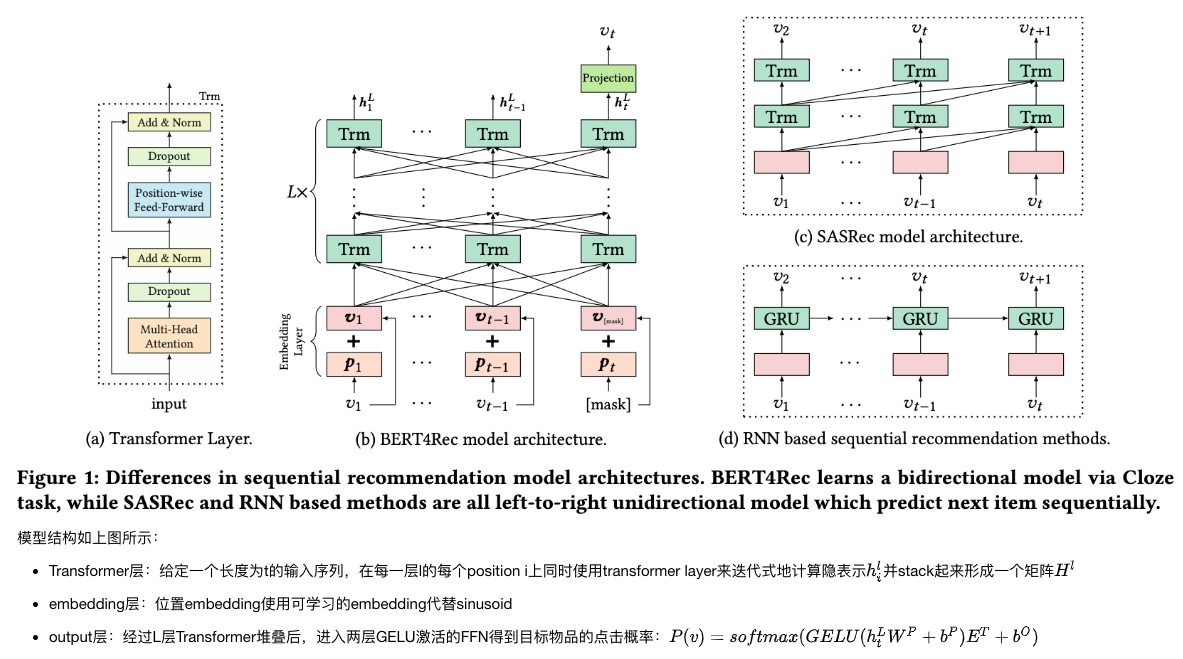 Trm
Add & Norm
Dropout
Position-wise
Feed-Forward
Add & Norm
Dropout
Multi-Head
Attention
input
(a) Transformer Layer.
v_t
Projection
h_1^L h_{t-1}^L h_t^L
Trm ··· Trm Trm
L×
Trm ··· Trm Trm
Embedding
Layer
v_1 ··· v_{t-1} v_[mask]
+ + +
p_1 ··· p_{t-1} p_t
v_1 ··· v_{t-1} [mask]
(b) BERT4Rec model architecture.
v_2 v_t v_{t+1}
Trm ··· Trm Trm
Trm ··· Trm Trm
···
v_1 ··· v_{t-1} v_t
(c) SASRec model architecture.
v_2 ··· v_t v_{t+1}
GRU ··· GRU GRU
···
v_1 ··· v_{t-1} v_t
(d) RNN based sequential recommendation methods.
Figure 1: Differences in sequential recommendation model architectures. BERT4Rec learns a bidirectional model via Cloze
task, while SASRec and RNN based methods are all left-to-right unidirectional model which predict next item sequentially.
模型结构如上图所示：
• Transformer层：给定一个长度为t的输入序列，在每一层l的每个position i上同时使用transformer layer来迭代式地计算隐表示h_i^l并stack起来形成一个矩阵H^l
• embedding层：位置embedding使用可学习的embedding代替sinusoid
• output层：经过L层Transformer堆叠后，进入两层GELU激活的FFN得到目标物品的点击概率：P(v) = softmax(GELU(h_t^L W^P + b^P)E^T + b^O)